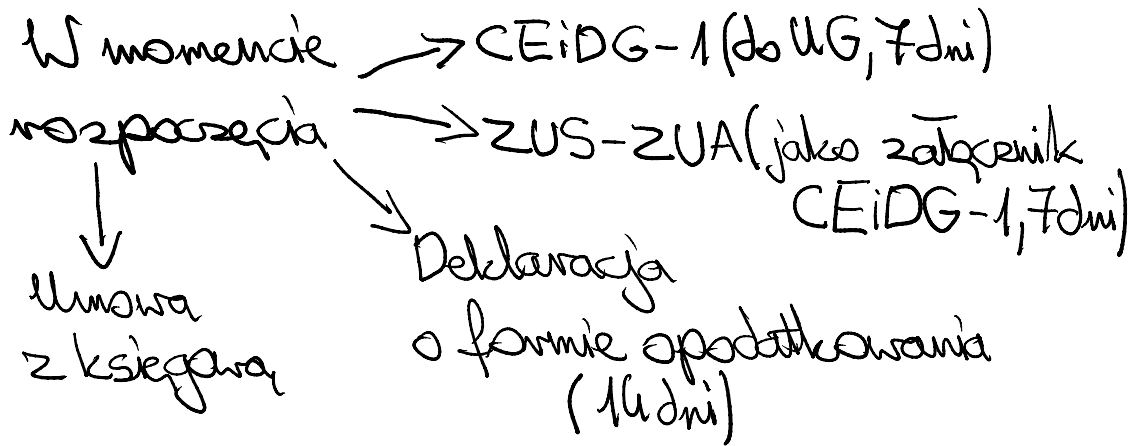 W momencie
rozpoczęcia
CEiDG-1 (do UG, 7 dni)
ZUS-ZUA (jako załącznik
CEiDG-1, 7 dni)
Deklaracja
o formie opodatkowania
(14 dni)
Umowa
z księgową